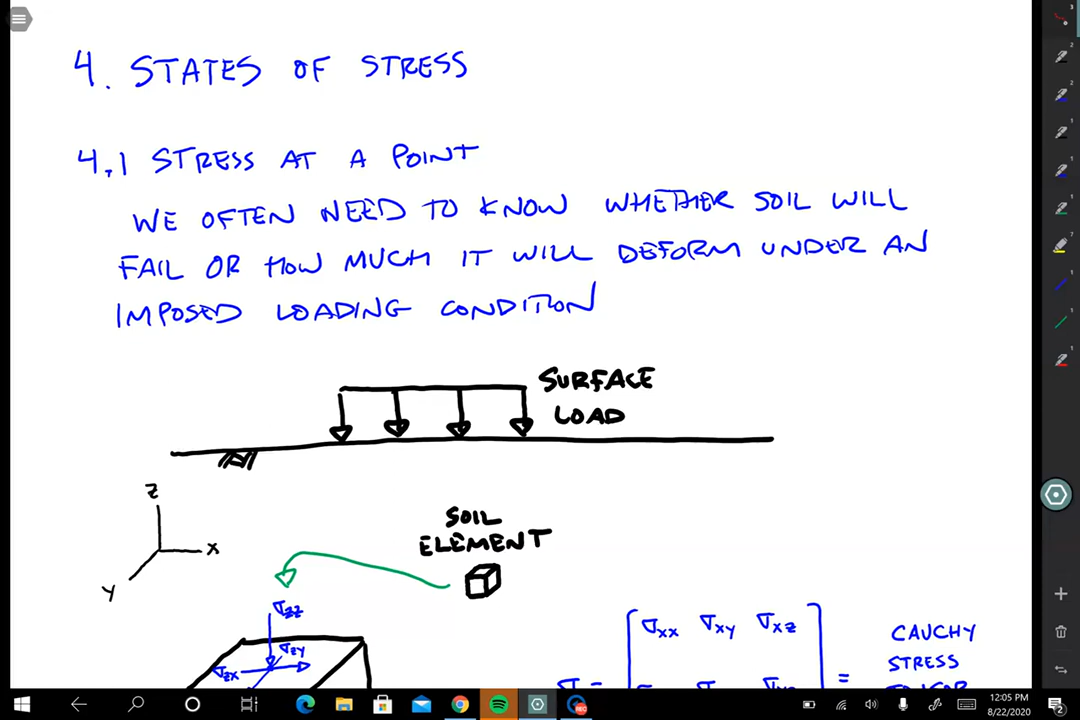 4. STATES OF STRESS
4.1 STRESS AT A POINT
WE OFTEN NEED TO KNOW WHETHER SOIL WILL
FAIL OR HOW MUCH IT WILL DEFORM UNDER AN
IMPOSED LOADING CONDITION
SURFACE
LOAD
Z
X
Y
SOIL
ELEMENT
σzz
σzy
σzx
σxx σxy σxz
=
CAUCHY
STRESS
12:05 PM
8/22/2020